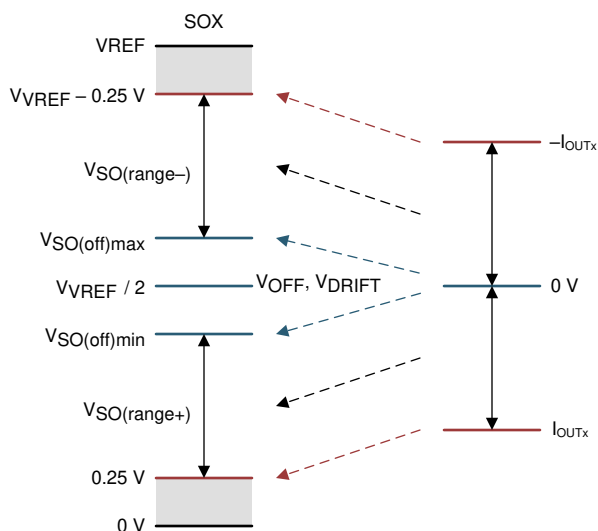 SOX
VREF
VVREF – 0.25 V
–IOUTx
VSO(range–)
VSO(off)max
VVREF / 2
VOFF, VDRIFT
0 V
VSO(off)min
VSO(range+)
IOUTx
0.25 V
0 V